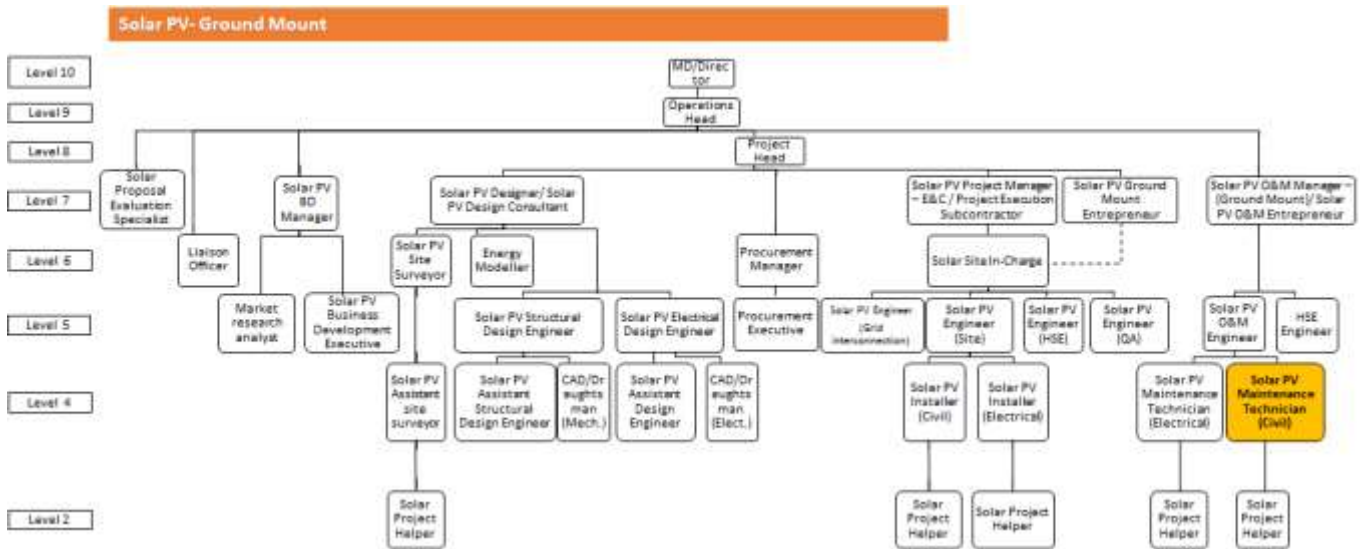 Solar PV- Ground Mount
Level 10
MD/Direc
tor
Level 9
Operations
Head
Level 8
Project
Head
Level 7
Solar
Proposal
Evaluation
Specialist
Solar PV
BD
Manager
Solar PV Designer/ Solar
PV Design Consultant
Solar PV Project Manager
– E&C / Project Execution
Subcontractor
Solar PV Ground
Mount
Entrepreneur
Solar PV O&M Manager –
(Ground Mount)/ Solar
PV O&M Entrepreneur
Level 6
Liaison
Officer
Solar PV
Site
Surveyor
Energy
Modeller
Procurement
Manager
Solar Site In-Charge
Level 5
Market
research
analyst
Solar PV
Business
Development
Executive
Solar PV Structural
Design Engineer
Solar PV Electrical
Design Engineer
Procurement
Executive
Solar PV Engineer
(Grid
interconnection)
Solar PV
Engineer
(Site)
Solar PV
Engineer
(HSE)
Solar PV
Engineer
(QA)
Solar PV
O&M
Engineer
HSE
Engineer
Level 4
Solar PV
Assistant
site
surveyor
Solar PV
Assistant
Structural
Design Engineer
CAD/Dr
aughts
man
(Mech.)
Solar PV
Assistant
Design
Engineer
CAD/Dr
aughts
man
(Elect.)
Solar PV
Installer
(Civil)
Solar PV
Installer
(Electrical)
Solar PV
Maintenance
Technician
(Electrical)
Solar PV
Maintenance
Technician
(Civil)
Level 2
Solar
Project
Helper
Solar
Project
Helper
Solar Project
Helper
Solar
Project
Helper
Solar
Project
Helper